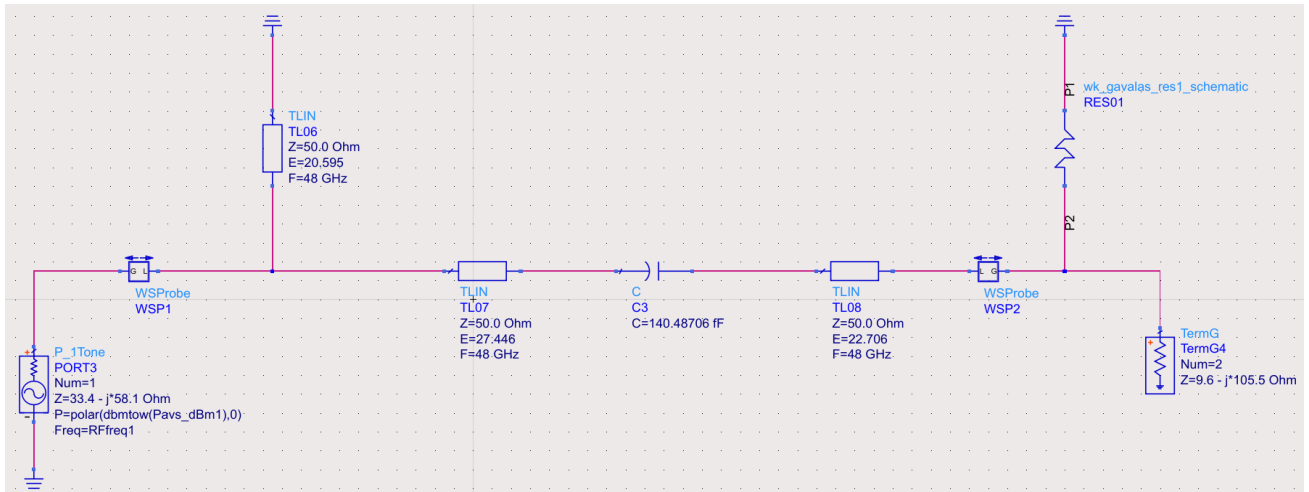 P1
wk_gavalas_res1_schematic
RES01
TLIN
TL06
Z=50.0 Ohm
E=20.595
F=48 GHz
P2
G L
WSProbe
WSP1
TLIN
TL07
Z=50.0 Ohm
E=27.446
F=48 GHz
C
C3
C=140.48706 fF
TLIN
TL08
Z=50.0 Ohm
E=22.706
F=48 GHz
L G
WSProbe
WSP2
+
P_1Tone
PORT3
Num=1
Z=33.4 - j*58.1 Ohm
P=polar(dbmtow(Pavs_dBm1),0)
Freq=RFfreq1
-
+
TermG
TermG4
Num=2
Z=9.6 - j*105.5 Ohm